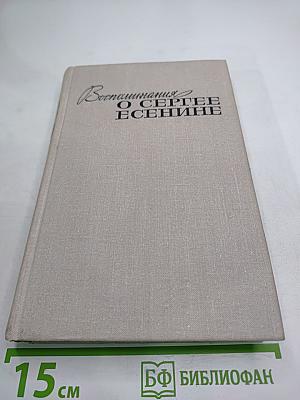 Воспоминания
О СЕРГЕЕ
ЕСЕНИНЕ
15 см
БФ БИБЛИОФАН